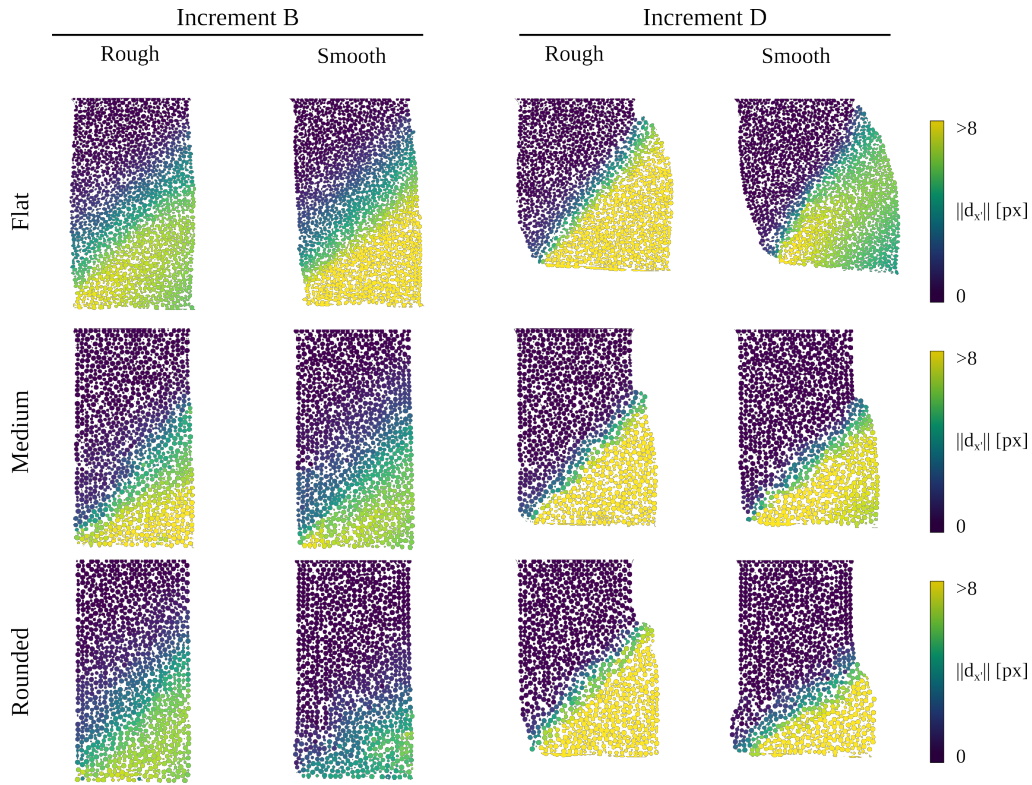 Increment B
Increment D
Rough
Smooth
Rough
Smooth
Flat
>8
||dx'|| [px]
0
Medium
>8
||dx'|| [px]
0
Rounded
>8
||dx'|| [px]
0